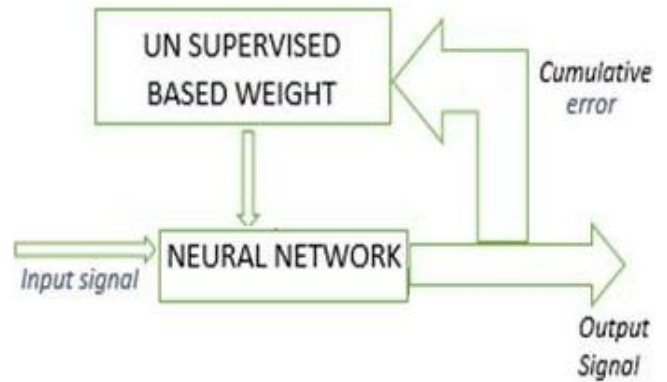 UN SUPERVISED
BASED WEIGHT
Cumulative
error
NEURAL NETWORK
Input signal
Output
Signal